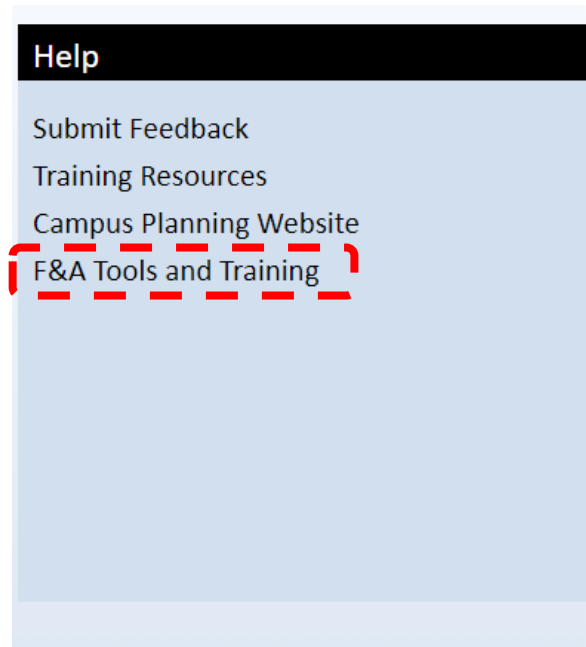 Help
Submit Feedback
Training Resources
Campus Planning Website
F&A Tools and Training